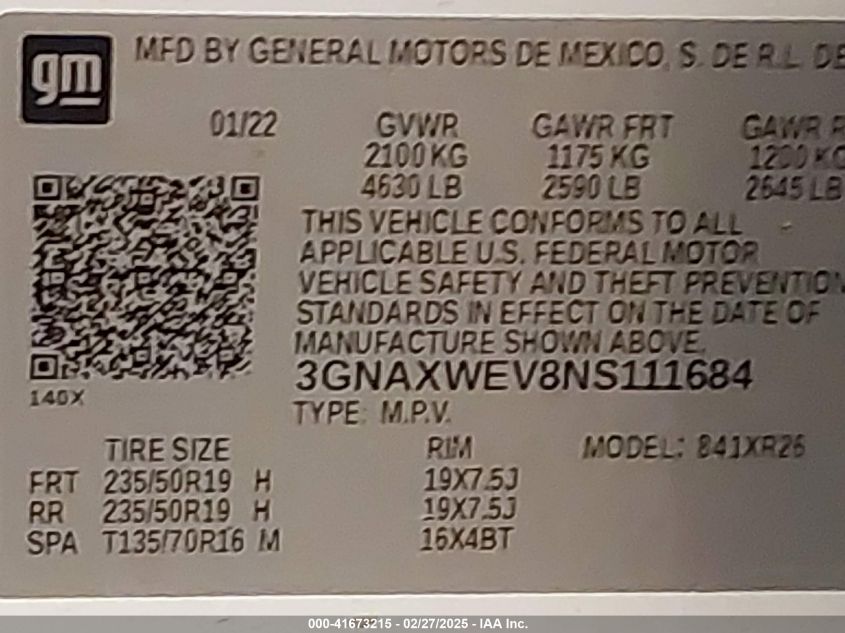 gm
MFD BY GENERAL MOTORS DE MEXICO, S. DE R.L. DE
01/22 GVWR GAWR FRT GAWR R
2100 KG 1175 KG 1200 KG
4630 LB 2590 LB 2645 LB
THIS VEHICLE CONFORMS TO ALL
APPLICABLE U.S. FEDERAL MOTOR
VEHICLE SAFETY AND THEFT PREVENTION
STANDARDS IN EFFECT ON THE DATE OF
MANUFACTURE SHOWN ABOVE.
3GNAXWEV8NS111684
140X
TYPE: M.P.V.
TIRE SIZE RIM MODEL: 841XR26
FRT 235/50R19 H 19X7.5J
RR 235/50R19 H 19X7.5J
SPA T135/70R16 M 16X4BT
000-41673215 - 02/27/2025 - IAA Inc.